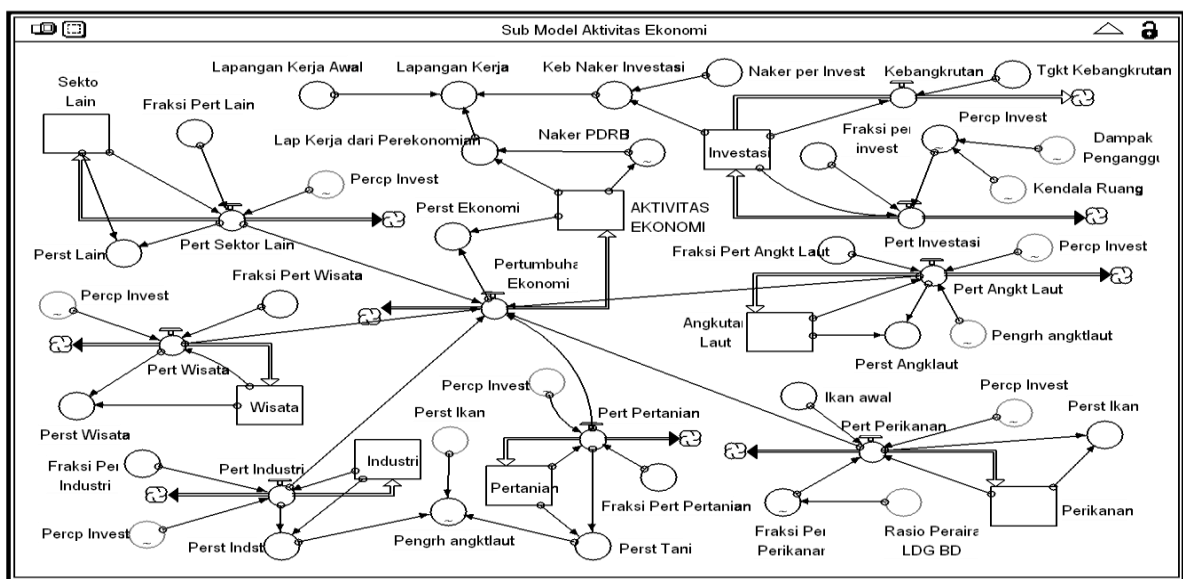 Sub Model Aktivitas Ekonomi
Sekto
Lain
Fraksi Pert Lain
Lapangan Kerja Awal
Lapangan Kerja
Keb Naker Investasi
Naker per Invest
Kebangkrutan
Tgkt Kebangkrutan
Lap Kerja dari Perekonomian
Naker PDRB
Investasi
Fraksi per
invest
Percp Invest
Dampak
Penganggu
Kendala Ruang
Percp Invest
Perst Ekonomi
AKTIVITAS
EKONOMI
Perst Lain
Pert Sektor Lain
Pert Investasi
Fraksi Pert Angkt Laut
Percp Invest
Pertumbuha
Ekonomi
Percp Invest
Fraksi Pert Wisata
Pert Angkt Laut
Angkutan
Laut
Pengrh angktlaut
Perst Angklaut
Pert Wisata
Wisata
Perst Wisata
Percp Invest
Perst Ikan
Pert Pertanian
Ikan awal
Percp Invest
Perst Ikan
Pert Perikanan
Fraksi Per
Industri
Pert Industri
Industri
Pertanian
Fraksi Pert Pertanian
Perikanan
Percp Invest
Perst Indst
Pengrh angktlaut
Perst Tani
Fraksi Per
Perikanar
Rasio Peraira
LDG BD